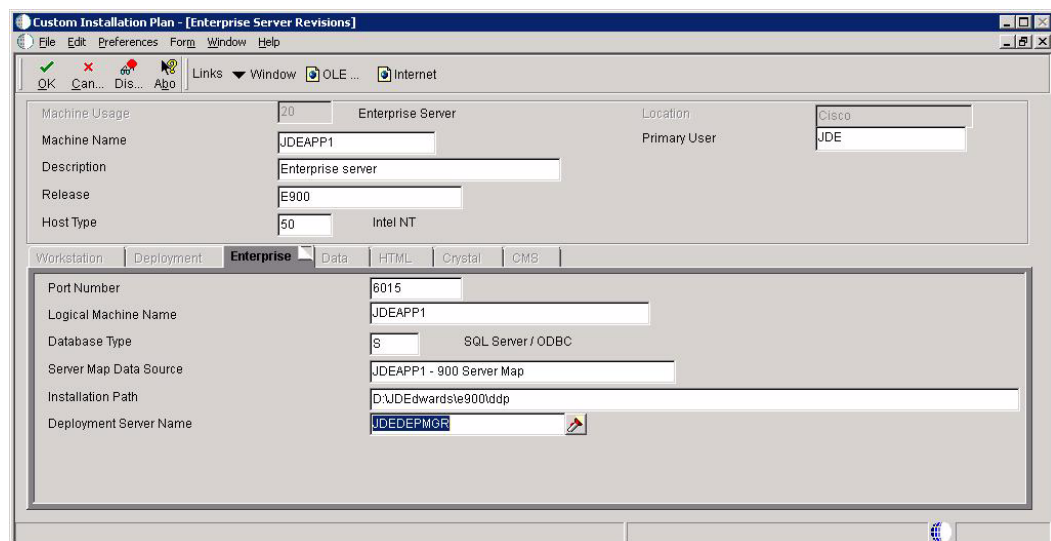 Custom Installation Plan - [Enterprise Server Revisions]
File Edit Preferences Form Window Help
OK Can... Dis... Abo Links Window OLE ... Internet
Machine Usage 20 Enterprise Server Location Cisco
Machine Name JDEAPP1 Primary User JDE
Description Enterprise server
Release E900
Host Type 50 Intel NT
Workstation Deployment Enterprise Data HTML Crystal CMS
Port Number 6015
Logical Machine Name JDEAPP1
Database Type S SQL Server / ODBC
Server Map Data Source JDEAPP1 - 900 Server Map
Installation Path D:\JDEdwards\e900\ddp
Deployment Server Name JDEDEPMGR